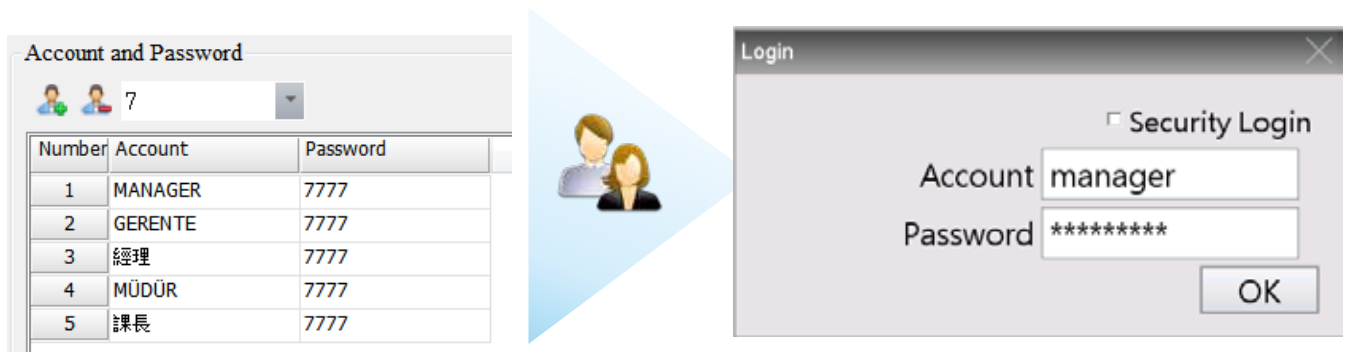 Account and Password
7
Number Account Password
1 MANAGER 7777
2 GERENTE 7777
3 經理 7777
4 MÜDÜR 7777
5 課長 7777
Login
Security Login
Account manager
Password *********
OK